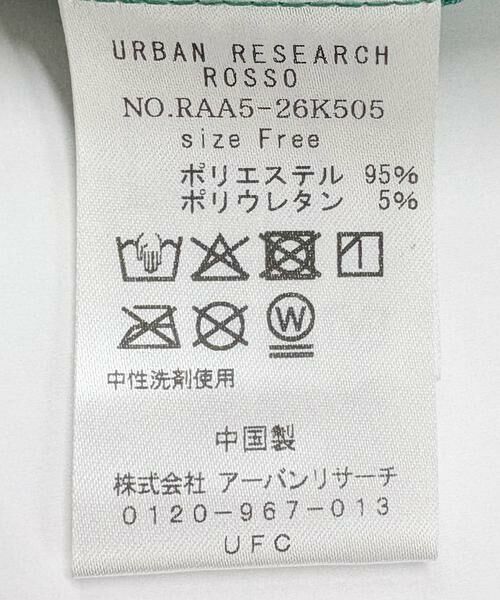 URBAN RESEARCH
ROSSO
NO.RAA5-26K505
size Free
ポリエステル 95%
ポリウレタン 5%
W
中性洗剤使用
中国製
株式会社 アーバンリサーチ
0120-967-013
UFC